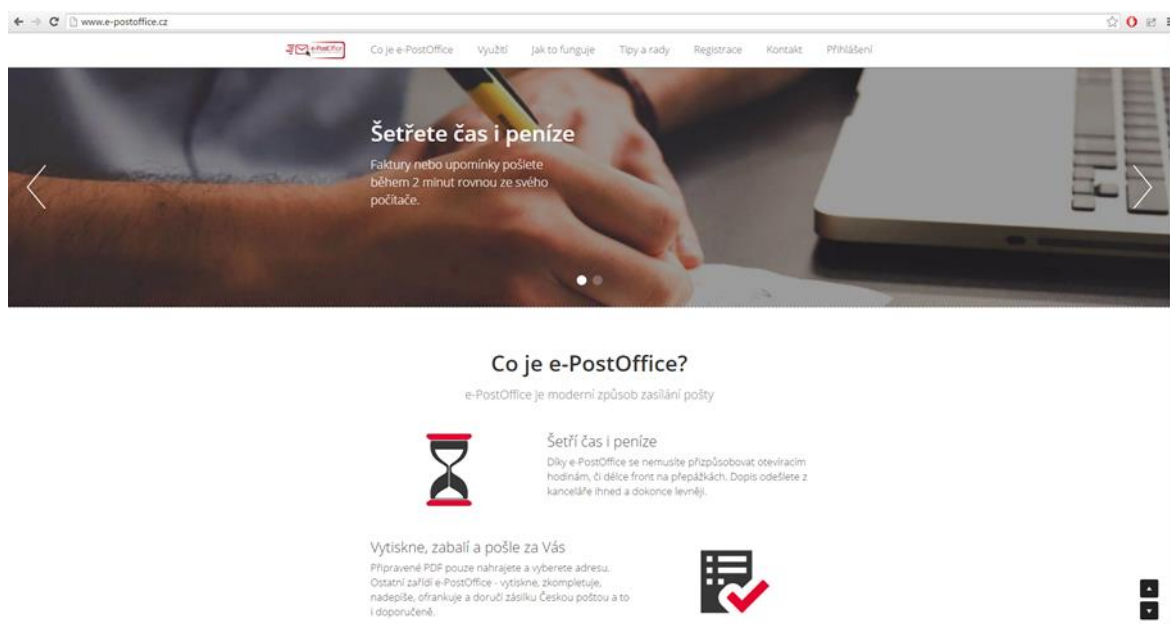 www.e-postoffice.cz
e-PostOffice
Co je e-PostOffice Využití Jak to funguje Tipy a rady Registrace Kontakt Přihlášení
Šetřete čas i peníze
Faktury nebo upomínky pošlete
během 2 minut rovnou ze svého
počítače.
Co je e-PostOffice?
e-PostOffice je moderní způsob zasílání pošty
Šetří čas i peníze
Díky e-PostOffice se nemusíte přizpůsobovat otevíracím
hodinám, či délce front na přepážkách. Dopis odešlete z
kanceláře ihned a dokonce levněji.
Vytiskne, zabalí a pošle za Vás
Připravené PDF pouze nahrajete a vyberete adresu.
Ostatní zařídí e-PostOffice - vytiskne, zkompletuje,
nadepíše, ofrankuje a doručí zásilku Českou poštou a to
i doporučeně.